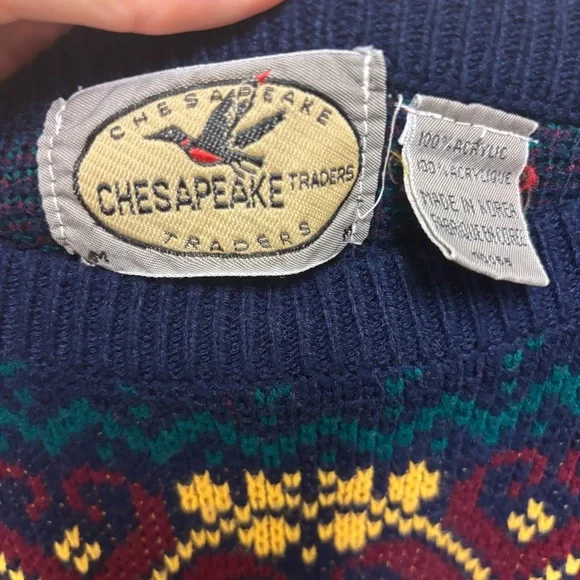 CHESAPEAKE
CHESAPEAKE TRADERS
TRADERS
M M
100% ACRYLIC
100% ACRYLIQUE
MADE IN KOREA
FABRIQUE EN COREE